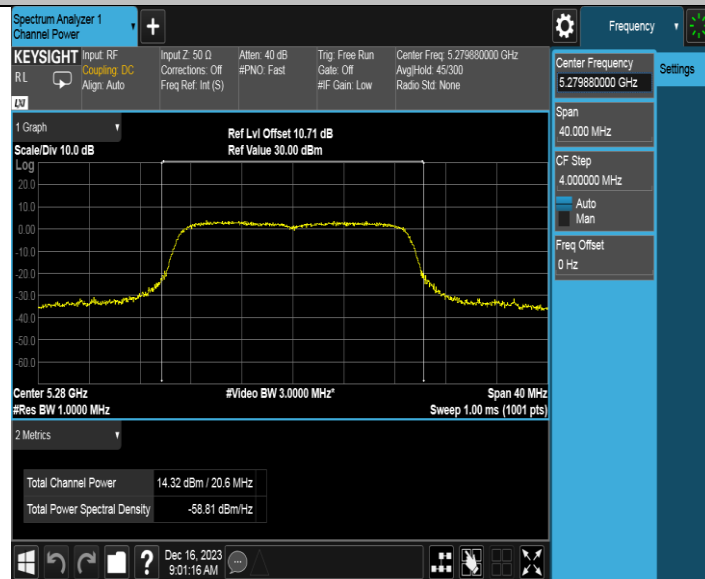 Spectrum Analyzer 1
Channel Power
+
Frequency
KEYSIGHT
RL
LXI
Input: RF
Coupling: DC
Align: Auto
Input Z: 50 Ω
Corrections: Off
Freq Ref: Int (S)
Atten: 40 dB
#PNO: Fast
Trig: Free Run
Gate: Off
#IF Gain: Low
Center Freq: 5.279880000 GHz
Avg|Hold: 45/300
Radio Std: None
Center Frequency
5.279880000 GHz
Settings
Span
40.000 MHz
CF Step
4.000000 MHz
Auto
Man
Freq Offset
0 Hz
1 Graph
Scale/Div 10.0 dB
Ref Lvl Offset 10.71 dB
Ref Value 30.00 dBm
Log
20.0
10.0
0.00
-10.0
-20.0
-30.0
-40.0
-50.0
-60.0
Center 5.28 GHz
#Video BW 3.0000 MHz*
Span 40 MHz
#Res BW 1.0000 MHz
Sweep 1.00 ms (1001 pts)
2 Metrics
Total Channel Power 14.32 dBm / 20.6 MHz
Total Power Spectral Density -58.81 dBm/Hz
?
Dec 16, 2023
9:01:16 AM